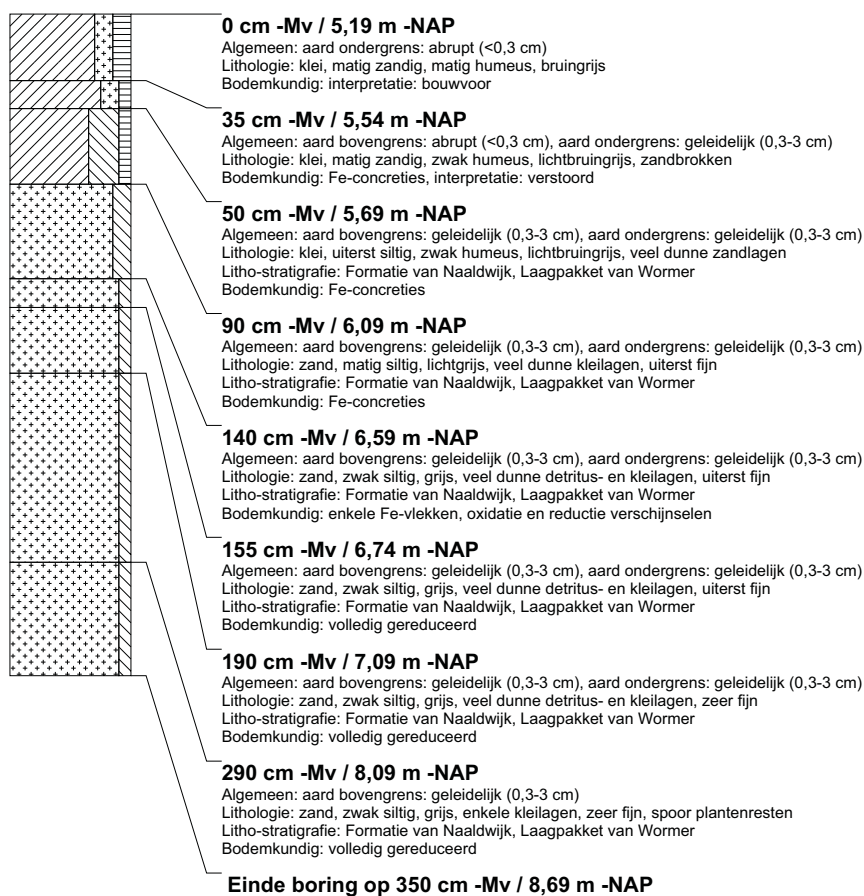 0 cm -Mv / 5,19 m -NAP
Algemeen: aard ondergrens: abrupt (<0,3 cm)
Lithologie: klei, matig zandig, matig humeus, bruingrijs
Bodemkundig: interpretatie: bouwvoor
35 cm -Mv / 5,54 m -NAP
Algemeen: aard bovengrens: abrupt (<0,3 cm), aard ondergrens: geleidelijk (0,3-3 cm)
Lithologie: klei, matig zandig, zwak humeus, lichtbruingrijs, zandbrokken
Bodemkundig: Fe-concreties, interpretatie: verstoord
50 cm -Mv / 5,69 m -NAP
Algemeen: aard bovengrens: geleidelijk (0,3-3 cm), aard ondergrens: geleidelijk (0,3-3 cm)
Lithologie: klei, uiterst siltig, zwak humeus, lichtbruingrijs, veel dunne zandlagen
Litho-stratigrafie: Formatie van Naaldwijk, Laagpakket van Wormer
Bodemkundig: Fe-concreties
90 cm -Mv / 6,09 m -NAP
Algemeen: aard bovengrens: geleidelijk (0,3-3 cm), aard ondergrens: geleidelijk (0,3-3 cm)
Lithologie: zand, matig siltig, lichtgrijs, veel dunne kleilagen, uiterst fijn
Litho-stratigrafie: Formatie van Naaldwijk, Laagpakket van Wormer
Bodemkundig: Fe-concreties
140 cm -Mv / 6,59 m -NAP
Algemeen: aard bovengrens: geleidelijk (0,3-3 cm), aard ondergrens: geleidelijk (0,3-3 cm)
Lithologie: zand, zwak siltig, grijs, veel dunne detritus- en kleilagen, uiterst fijn
Litho-stratigrafie: Formatie van Naaldwijk, Laagpakket van Wormer
Bodemkundig: enkele Fe-vlekken, oxidatie en reductie verschijnselen
155 cm -Mv / 6,74 m -NAP
Algemeen: aard bovengrens: geleidelijk (0,3-3 cm), aard ondergrens: geleidelijk (0,3-3 cm)
Lithologie: zand, zwak siltig, grijs, veel dunne detritus- en kleilagen, uiterst fijn
Litho-stratigrafie: Formatie van Naaldwijk, Laagpakket van Wormer
Bodemkundig: volledig gereduceerd
190 cm -Mv / 7,09 m -NAP
Algemeen: aard bovengrens: geleidelijk (0,3-3 cm), aard ondergrens: geleidelijk (0,3-3 cm)
Lithologie: zand, zwak siltig, grijs, veel dunne detritus- en kleilagen, zeer fijn
Litho-stratigrafie: Formatie van Naaldwijk, Laagpakket van Wormer
Bodemkundig: volledig gereduceerd
290 cm -Mv / 8,09 m -NAP
Algemeen: aard bovengrens: geleidelijk (0,3-3 cm)
Lithologie: zand, zwak siltig, grijs, enkele kleilagen, zeer fijn, spoor plantenresten
Litho-stratigrafie: Formatie van Naaldwijk, Laagpakket van Wormer
Bodemkundig: volledig gereduceerd
Einde boring op 350 cm -Mv / 8,69 m -NAP